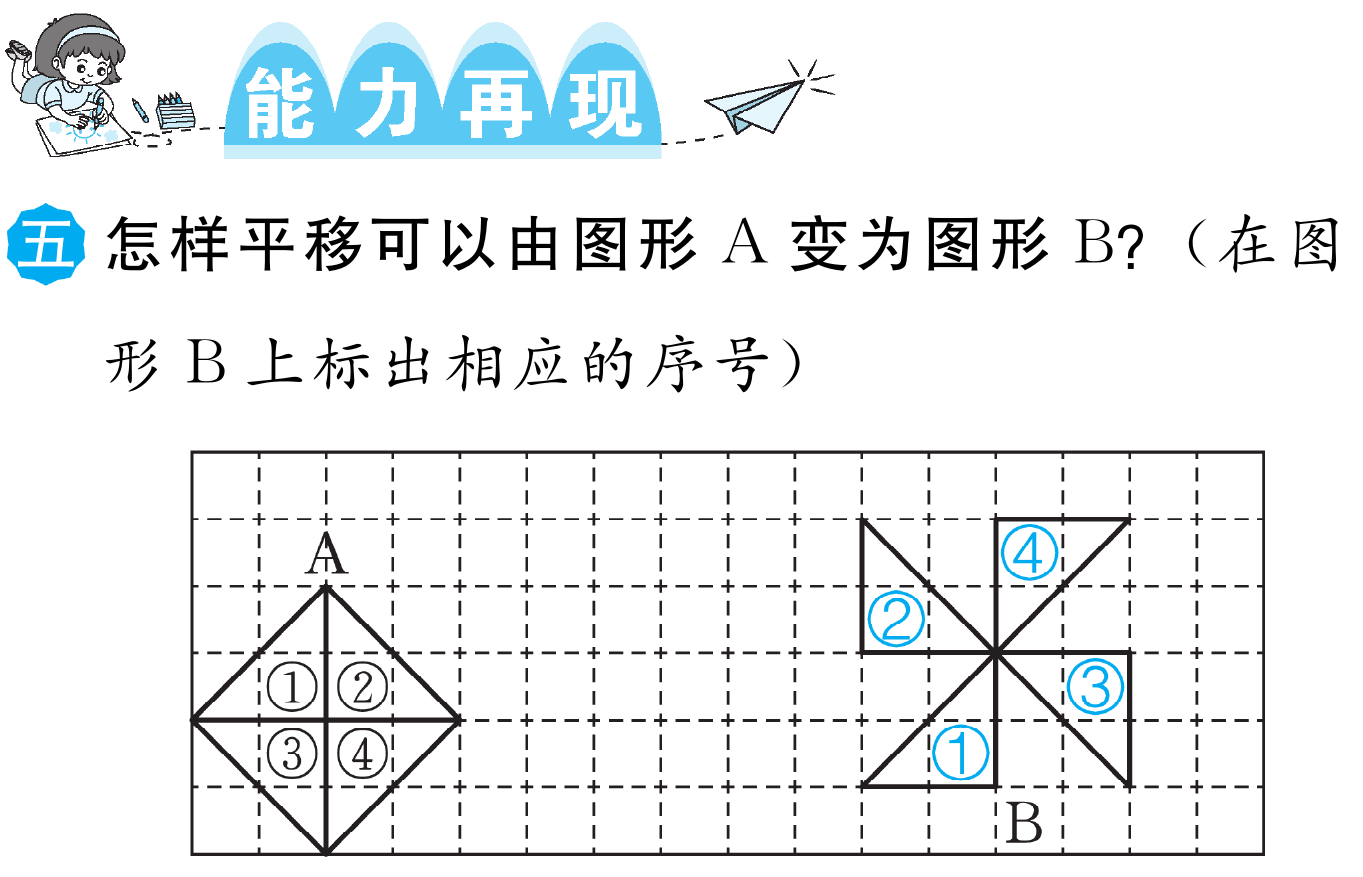 能力再现
五 怎样平移可以由图形 A 变为图形 B?（在图
形 B 上标出相应的序号）
A
④
②
① ② ③
③ ④ ①
B